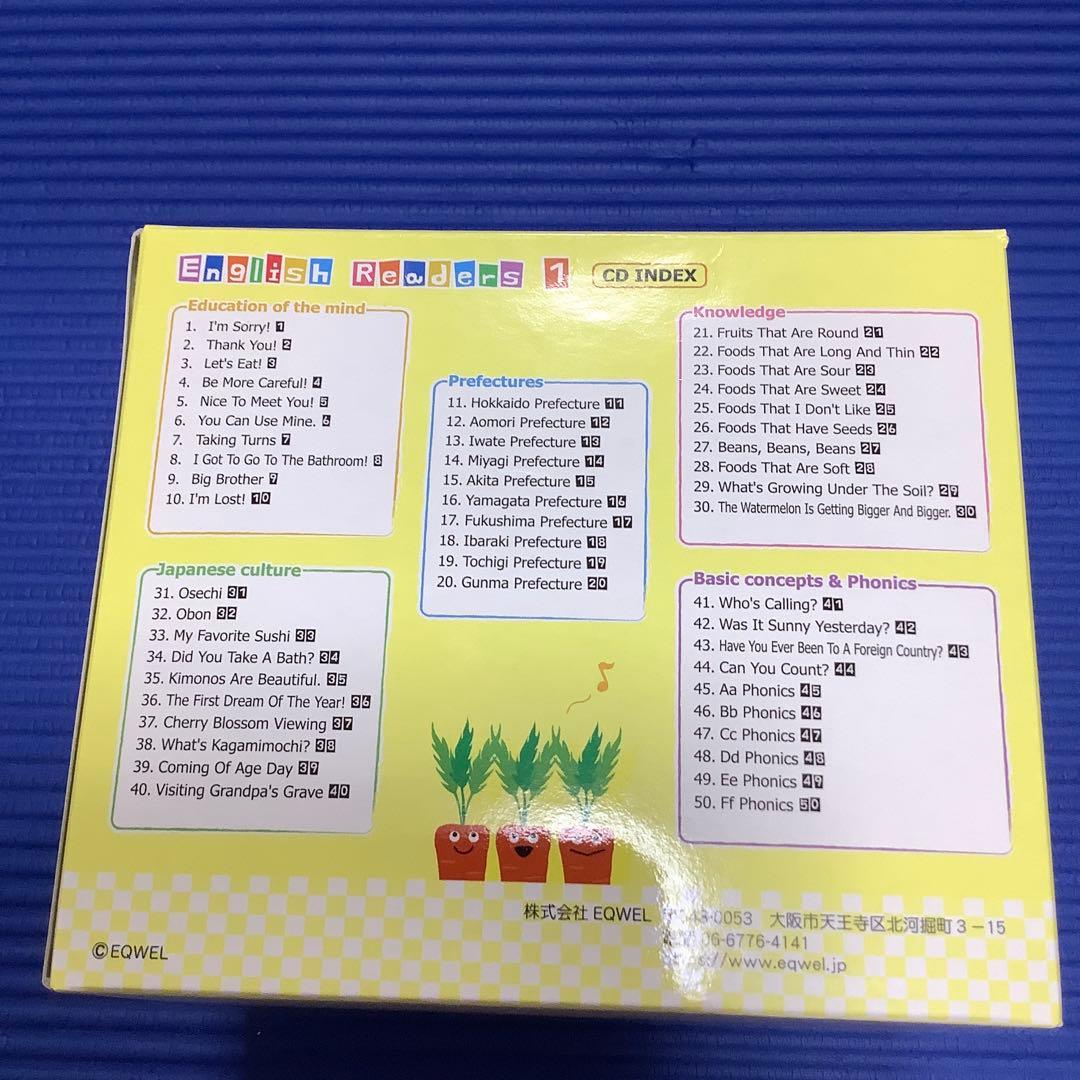 English Readers 1 CD INDEX
Education of the mind
1. I'm Sorry! 1
2. Thank You! 2
3. Let's Eat! 3
4. Be More Careful! 4
5. Nice To Meet You! 5
6. You Can Use Mine. 6
7. Taking Turns 7
8. I Got To Go To The Bathroom! 8
9. Big Brother 9
10. I'm Lost! 10
Prefectures
11. Hokkaido Prefecture 11
12. Aomori Prefecture 12
13. Iwate Prefecture 13
14. Miyagi Prefecture 14
15. Akita Prefecture 15
16. Yamagata Prefecture 16
17. Fukushima Prefecture 17
18. Ibaraki Prefecture 18
19. Tochigi Prefecture 19
20. Gunma Prefecture 20
Knowledge
21. Fruits That Are Round 21
22. Foods That Are Long And Thin 22
23. Foods That Are Sour 23
24. Foods That Are Sweet 24
25. Foods That I Don't Like 25
26. Foods That Have Seeds 26
27. Beans, Beans, Beans 27
28. Foods That Are Soft 28
29. What's Growing Under The Soil? 29
30. The Watermelon Is Getting Bigger And Bigger. 30
Japanese culture
31. Osechi 31
32. Obon 32
33. My Favorite Sushi 33
34. Did You Take A Bath? 34
35. Kimonos Are Beautiful. 35
36. The First Dream Of The Year! 36
37. Cherry Blossom Viewing 37
38. What's Kagamimochi? 38
39. Coming Of Age Day 39
40. Visiting Grandpa's Grave 40
Basic concepts & Phonics
41. Who's Calling? 41
42. Was It Sunny Yesterday? 42
43. Have You Ever Been To A Foreign Country? 43
44. Can You Count? 44
45. Aa Phonics 45
46. Bb Phonics 46
47. Cc Phonics 47
48. Dd Phonics 48
49. Ee Phonics 49
50. Ff Phonics 50
株式会社 EQWEL 〒543-0053 大阪市天王寺区北河掘町3-15
06-6776-4141
://www.eqwel.jp
©EQWEL